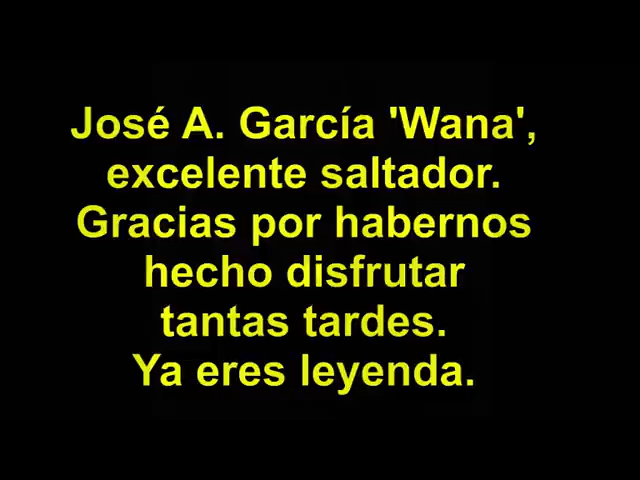 José A. García 'Wana',
excelente saltador.
Gracias por habernos
hecho disfrutar
tantas tardes.
Ya eres leyenda.